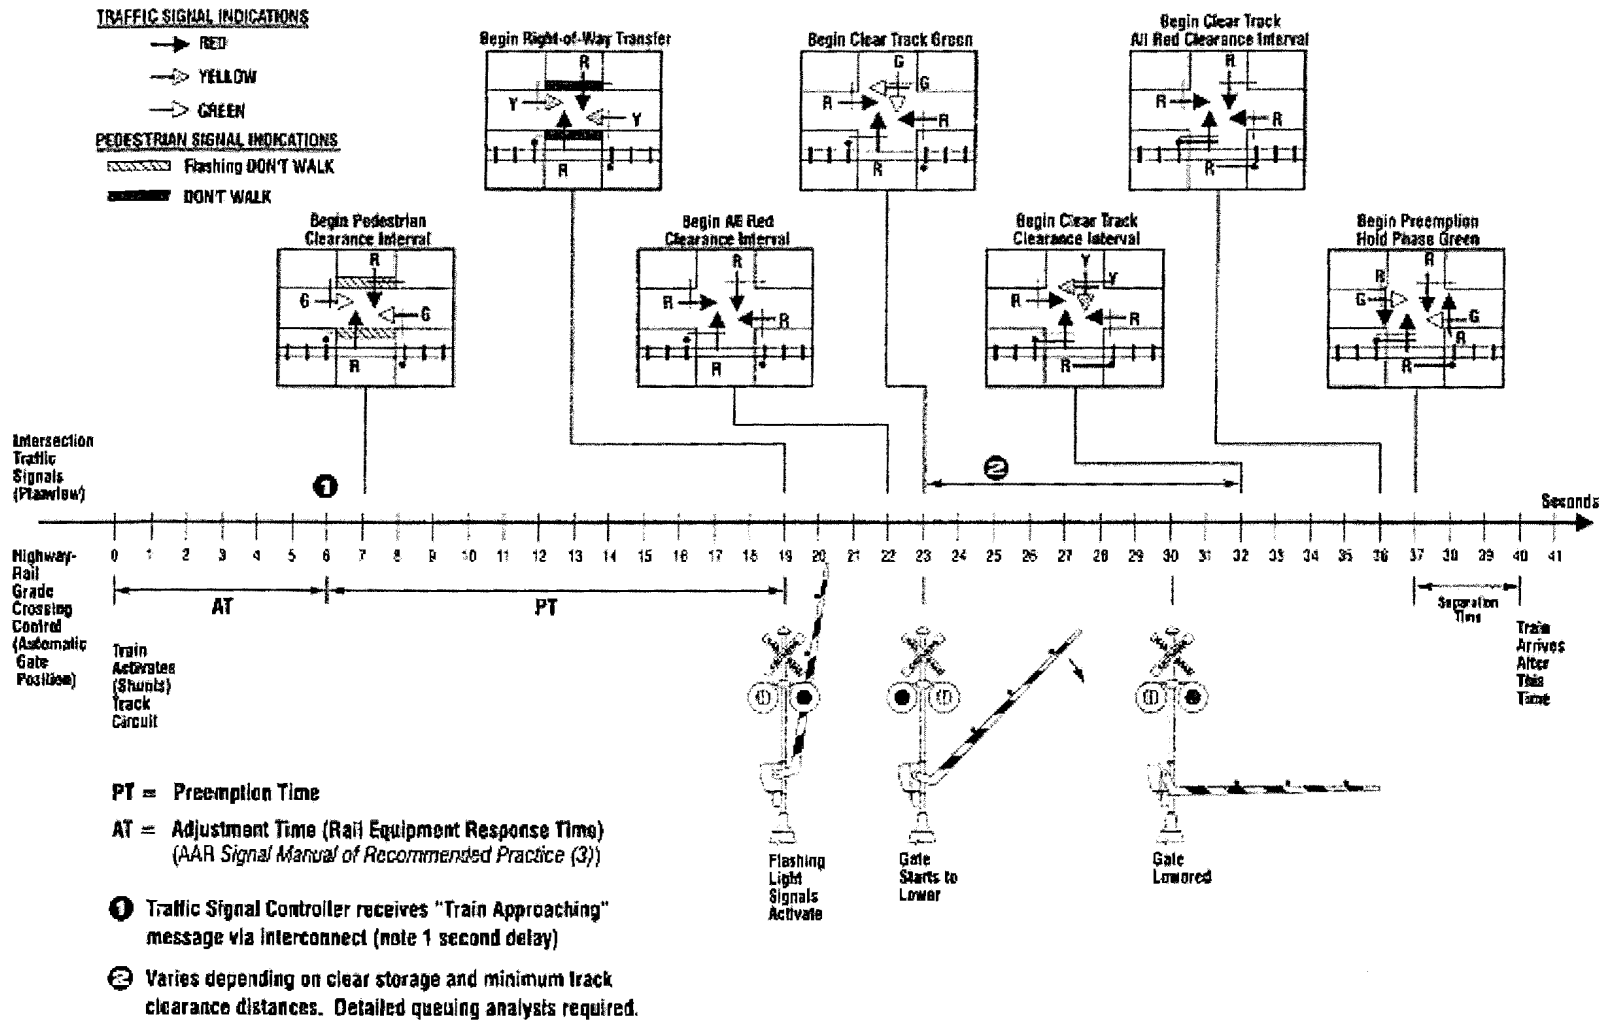 TRAFFIC SIGNAL INDICATIONS
RED
YELLOW
GREEN
PEDESTRIAN SIGNAL INDICATIONS
Flashing DON'T WALK
DON'T WALK
Begin Right-of-Way Transfer
R
Y
Y
R
Begin Clear Track Green
G
G
R
R
R
Begin Clear Track
All Red Clearance Interval
R
R
R
R
Begin Pedestrian
Clearance Interval
R
G
G
R
Begin All Red
Clearance Interval
R
R
R
R
Begin Clear Track
Clearance Interval
Y
Y
R
R
R
Begin Preemption
Hold Phase Green
R
R
G
G
R
R
Intersection
Traffic
Signals
(Planview)
1
2
Seconds
0 1 2 3 4 5 6 7 8 9 10 11 12 13 14 15 16 17 18 19 20 21 22 23 24 25 26 27 28 29 30 31 32 33 34 35 36 37 38 39 40 41
Highway-
Rail
Grade
Crossing
Control
(Automatic
Gate
Position)
AT
PT
Separation
Time
Train
Activates
(Shunts)
Track
Circuit
Train
Arrives
After
This
Time
Flashing
Light
Signals
Activate
Gate
Starts to
Lower
Gate
Lowered
PT = Preemption Time
AT = Adjustment Time (Rail Equipment Response Time)
(AAR Signal Manual of Recommended Practice (3))
1 Traffic Signal Controller receives "Train Approaching"
message via interconnect (note 1 second delay)
2 Varies depending on clear storage and minimum track
clearance distances. Detailed queuing analysis required.